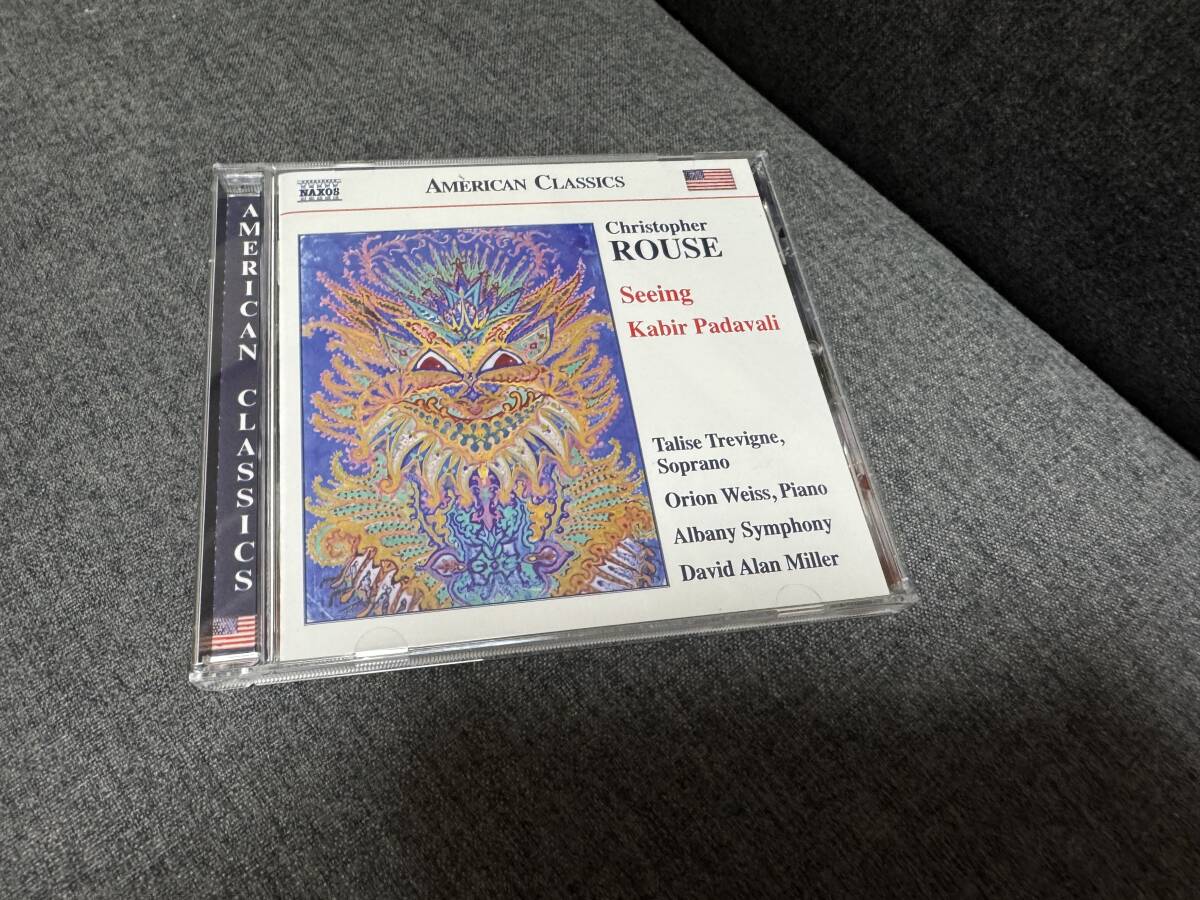 NAXOS
AMERICAN CLASSICS
Christopher
ROUSE
Seeing
Kabir Padavali
Talise Trevigne,
Soprano
Orion Weiss, Piano
Albany Symphony
David Alan Miller
AMERICAN CLASSICS